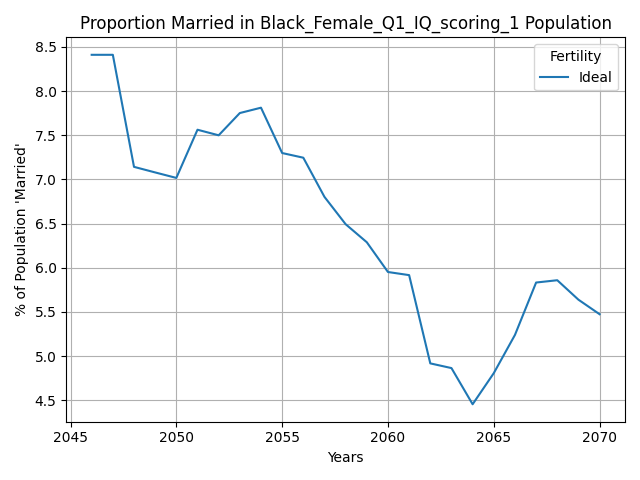 Proportion Married in Black_Female_Q1_IQ_scoring_1 Population
Fertility
Ideal
% of Population 'Married'
8.5
8.0
7.5
7.0
6.5
6.0
5.5
5.0
4.5
2045 2050 2055 2060 2065 2070
Years